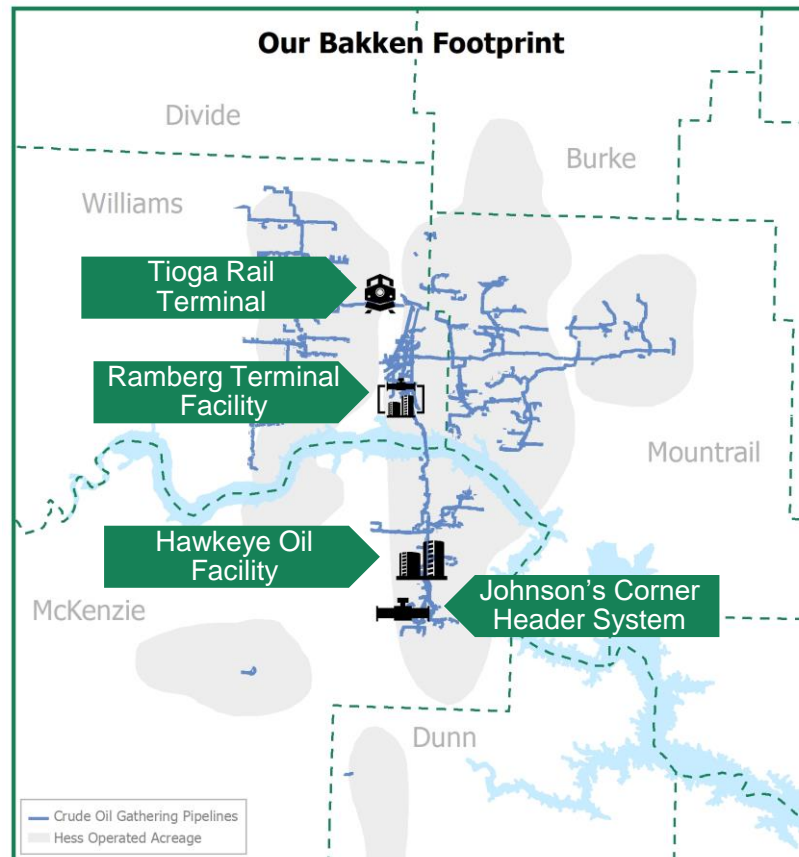 Our Bakken Footprint
Divide
Burke
Williams
Tioga Rail
Terminal
Ramberg Terminal
Facility
Mountrail
Hawkeye Oil
Facility
McKenzie
Johnson’s Corner
Header System
Dunn
Crude Oil Gathering Pipelines
Hess Operated Acreage